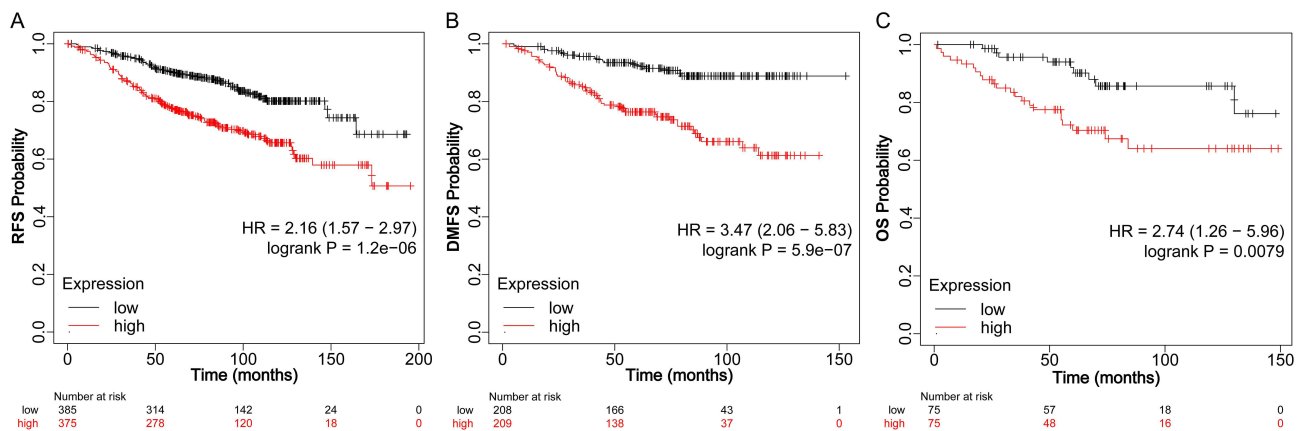 A
RFS Probability
1.0
0.8
0.6
0.4
0.2
0.0
HR = 2.16 (1.57 − 2.97)
logrank P = 1.2e−06
Expression
low
high
0 50 100 150 200
Time (months)
Number at risk
low 385 314 142 24 0
high 375 278 120 18 0
B
DMFS Probability
1.0
0.8
0.6
0.4
0.2
0.0
HR = 3.47 (2.06 − 5.83)
logrank P = 5.9e−07
Expression
low
high
0 50 100 150
Time (months)
Number at risk
low 208 166 43 1
high 209 138 37 0
C
OS Probability
1.0
0.8
0.6
0.4
0.2
0.0
HR = 2.74 (1.26 − 5.96)
logrank P = 0.0079
Expression
low
high
0 50 100 150
Time (months)
Number at risk
low 75 57 18 0
high 75 48 16 0